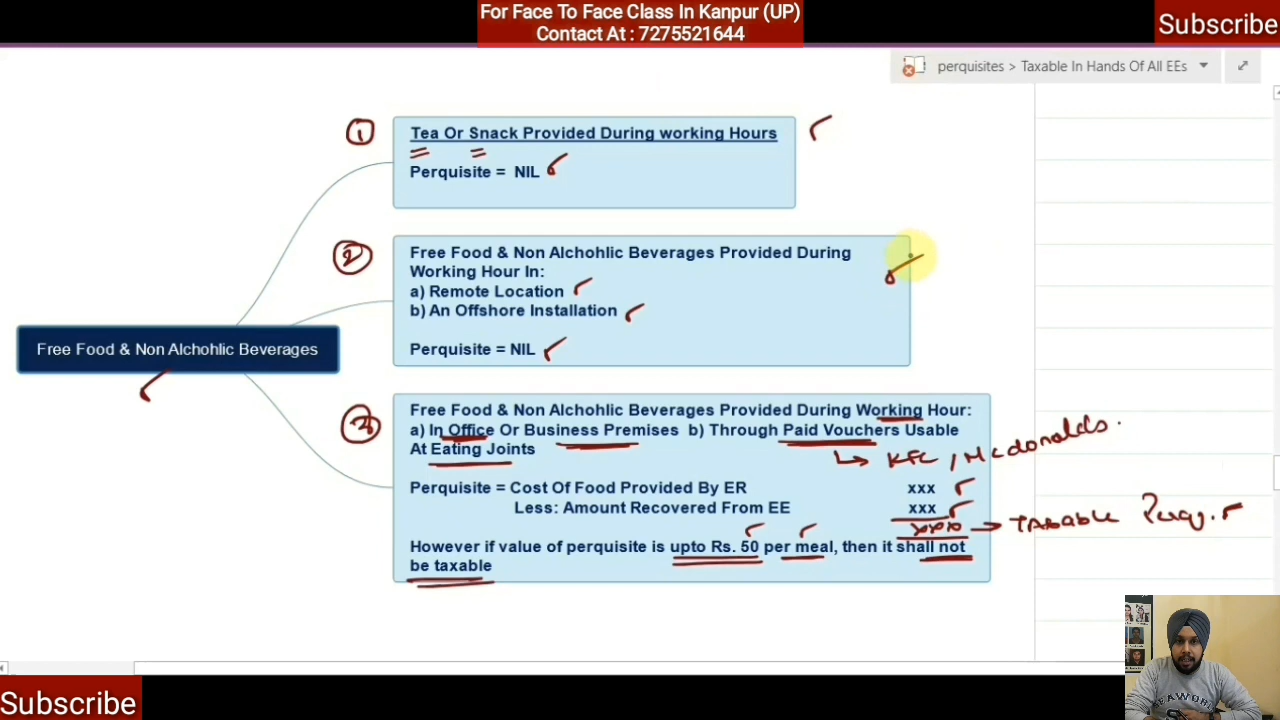 For Face To Face Class In Kanpur (UP)
Contact At : 7275521644
Subscribe
perquisites > Taxable In Hands Of All EEs
1
Tea Or Snack Provided During working Hours
Perquisite = NIL
2
Free Food & Non Alchohlic Beverages Provided During
Working Hour In:
a) Remote Location
b) An Offshore Installation
Perquisite = NIL
Free Food & Non Alchohlic Beverages
3
Free Food & Non Alchohlic Beverages Provided During Working Hour:
a) In Office Or Business Premises b) Through Paid Vouchers Usable
At Eating Joints
KFC / Mcdonalds.
Perquisite = Cost Of Food Provided By ER xxx
Less: Amount Recovered From EE xxx
xxx → Taxable Perq.
However if value of perquisite is upto Rs. 50 per meal, then it shall not
be taxable
Subscribe